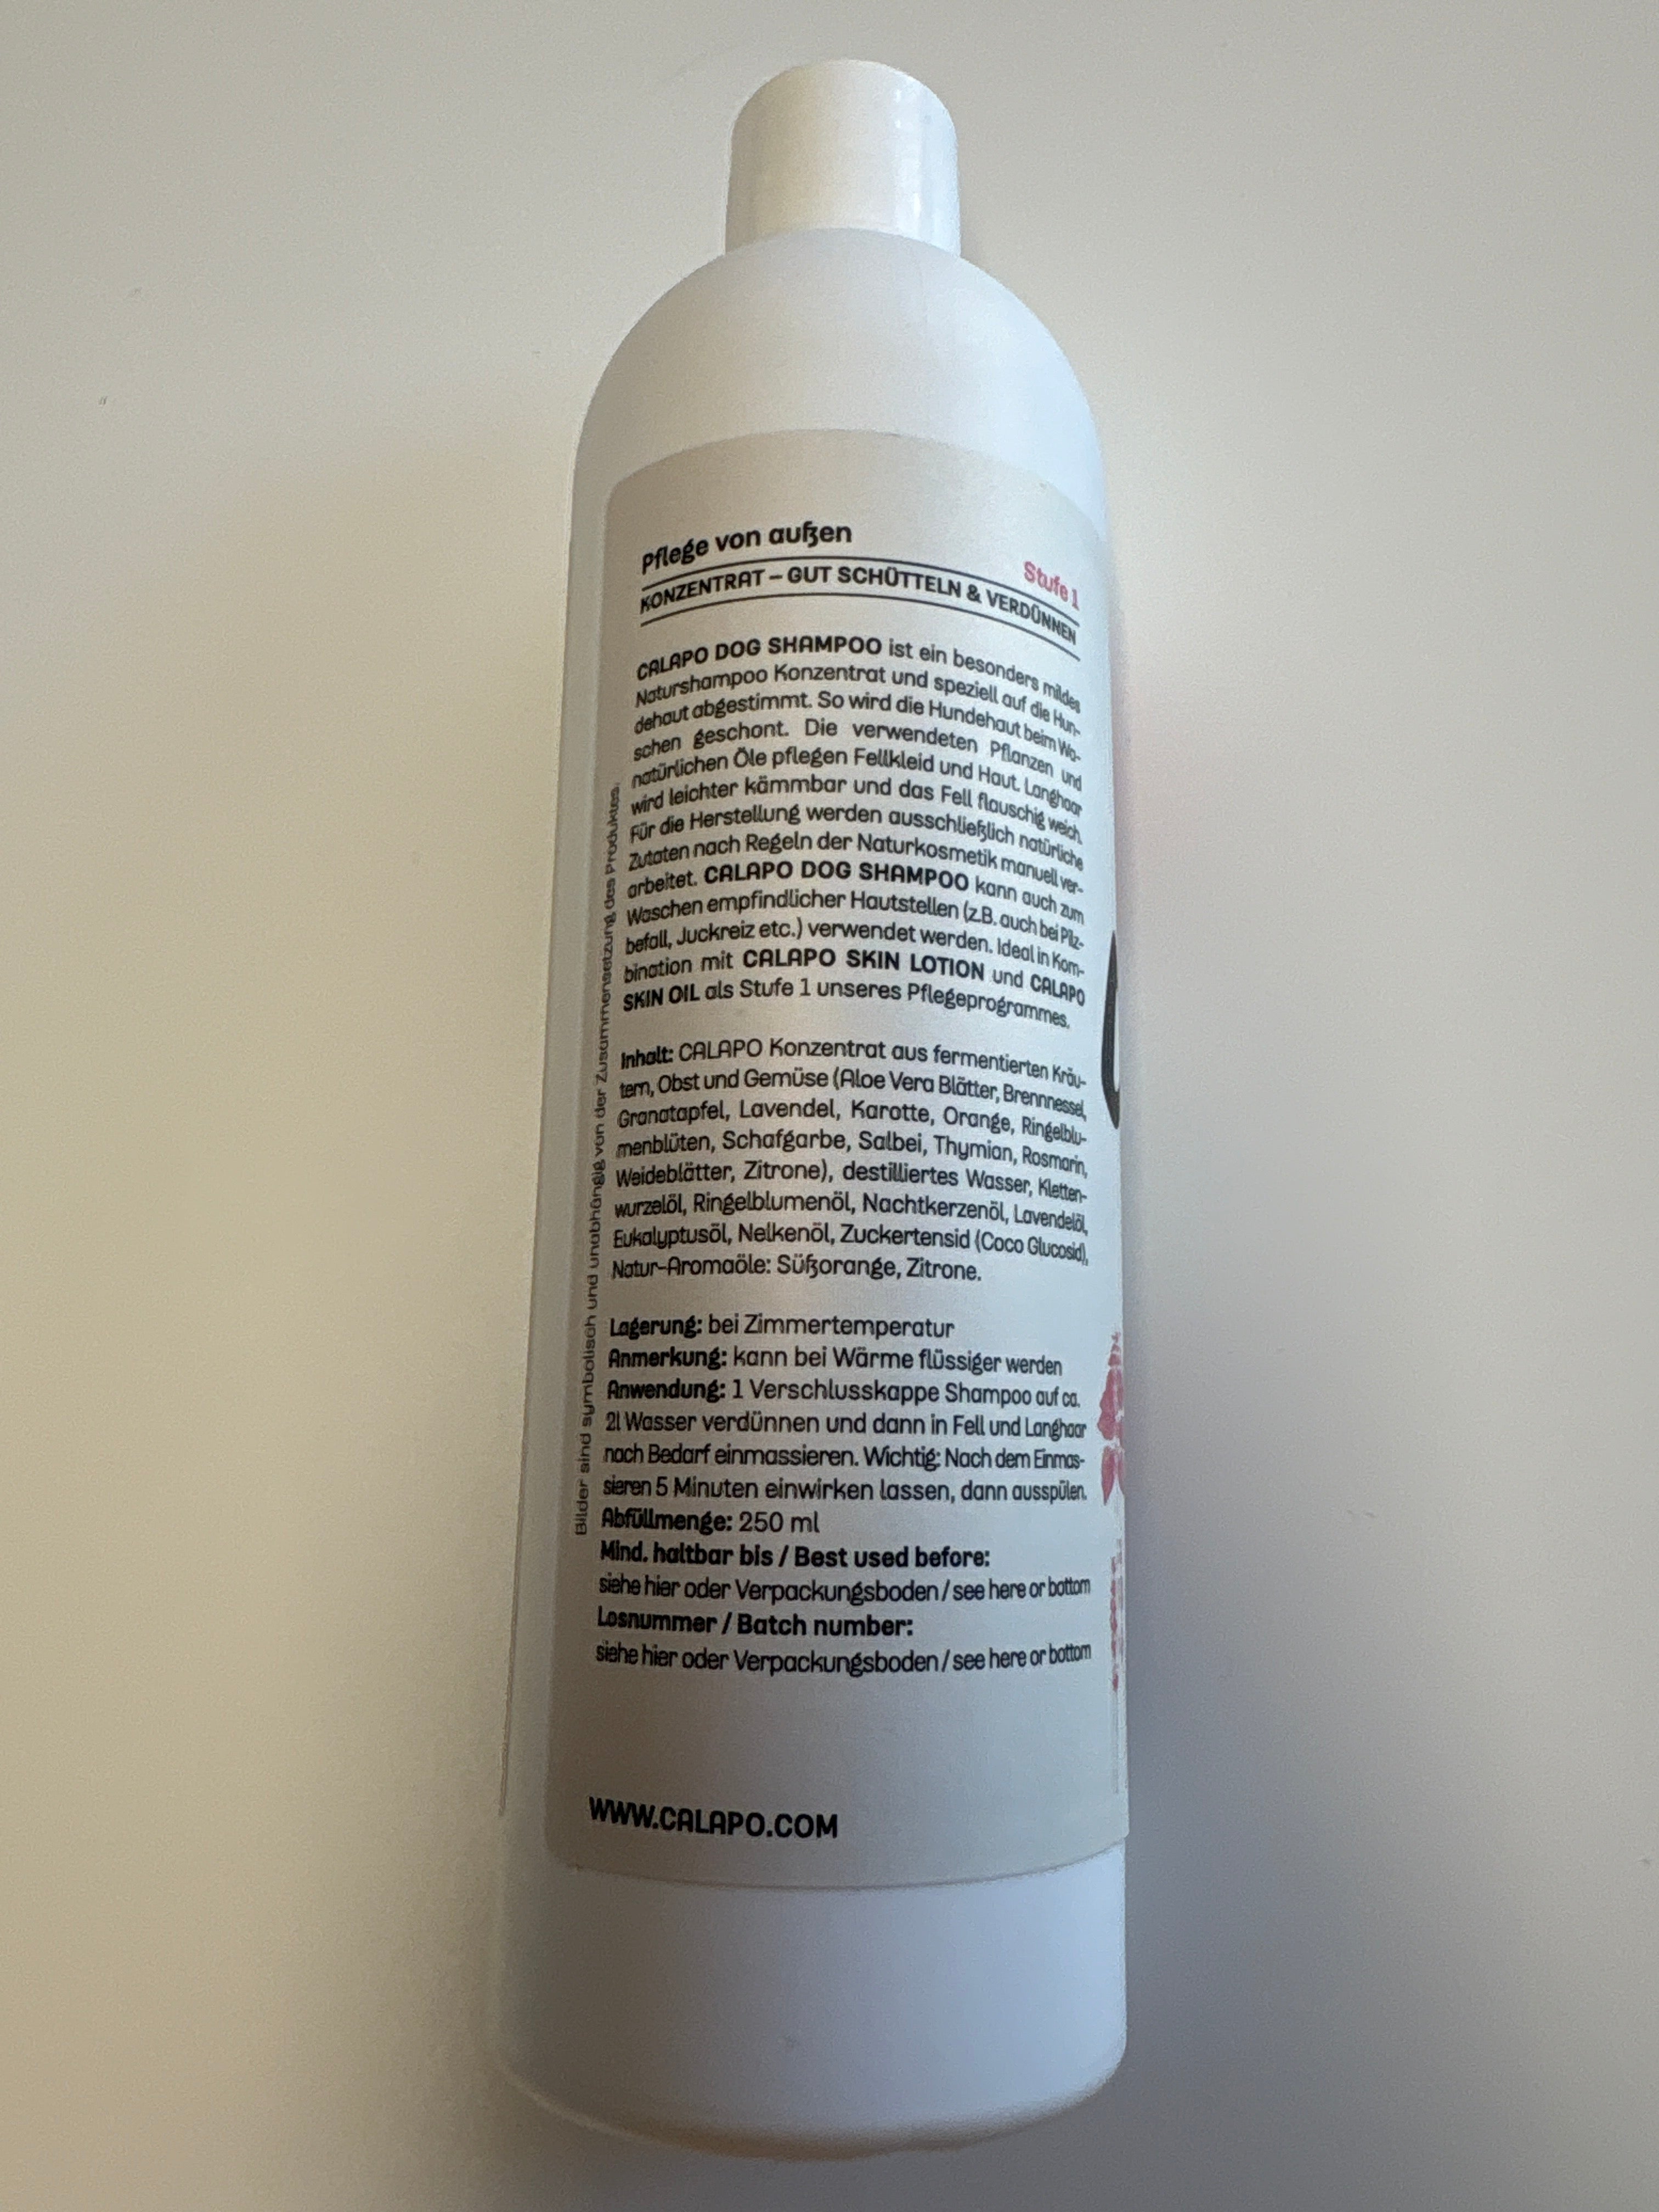 Pflege von außen
Stufe 1
KONZENTRAT – GUT SCHÜTTELN & VERDÜNNEN
CALAPO DOG SHAMPOO ist ein besonders mildes
Naturshampoo Konzentrat und speziell auf die Hun-
dehaut abgestimmt. So wird die Hundehaut beim Wa-
schen geschont. Die verwendeten Pflanzen und
natürlichen Öle pflegen Fellkleid und Haut. Langhaar
wird leichter kämmbar und das Fell flauschig weich.
Für die Herstellung werden ausschließlich natürliche
Zutaten nach Regeln der Naturkosmetik manuell ver-
arbeitet. CALAPO DOG SHAMPOO kann auch zum
Waschen empfindlicher Hautstellen (z.B. auch bei Pilz-
befall, Juckreiz etc.) verwendet werden. Ideal in Kom-
bination mit CALAPO SKIN LOTION und CALAPO
SKIN OIL als Stufe 1 unseres Pflegeprogrammes.
Inhalt: CALAPO Konzentrat aus fermentierten Kräu-
tern, Obst und Gemüse (Aloe Vera Blätter, Brennnessel,
Granatapfel, Lavendel, Karotte, Orange, Ringelblu-
menblüten, Schafgarbe, Salbei, Thymian, Rosmarin,
Weideblätter, Zitrone), destilliertes Wasser, Kletten-
wurzelöl, Ringelblumenöl, Nachtkerzenöl, Lavendelöl,
Eukalyptusöl, Nelkenöl, Zuckertensid (Coco Glucosid),
Natur-Aromaöle: Süßorange, Zitrone.
Lagerung: bei Zimmertemperatur
Anmerkung: kann bei Wärme flüssiger werden
Anwendung: 1 Verschlusskappe Shampoo auf ca.
2l Wasser verdünnen und dann in Fell und Langhaar
nach Bedarf einmassieren. Wichtig: Nach dem Einmas-
sieren 5 Minuten einwirken lassen, dann ausspülen.
Abfüllmenge: 250 ml
Mind. haltbar bis / Best used before:
siehe hier oder Verpackungsboden / see here or bottom
Losnummer / Batch number:
siehe hier oder Verpackungsboden / see here or bottom
WWW.CALAPO.COM
Bilder sind symbolisch und unabhängig von der Zusammensetzung des Produktes.